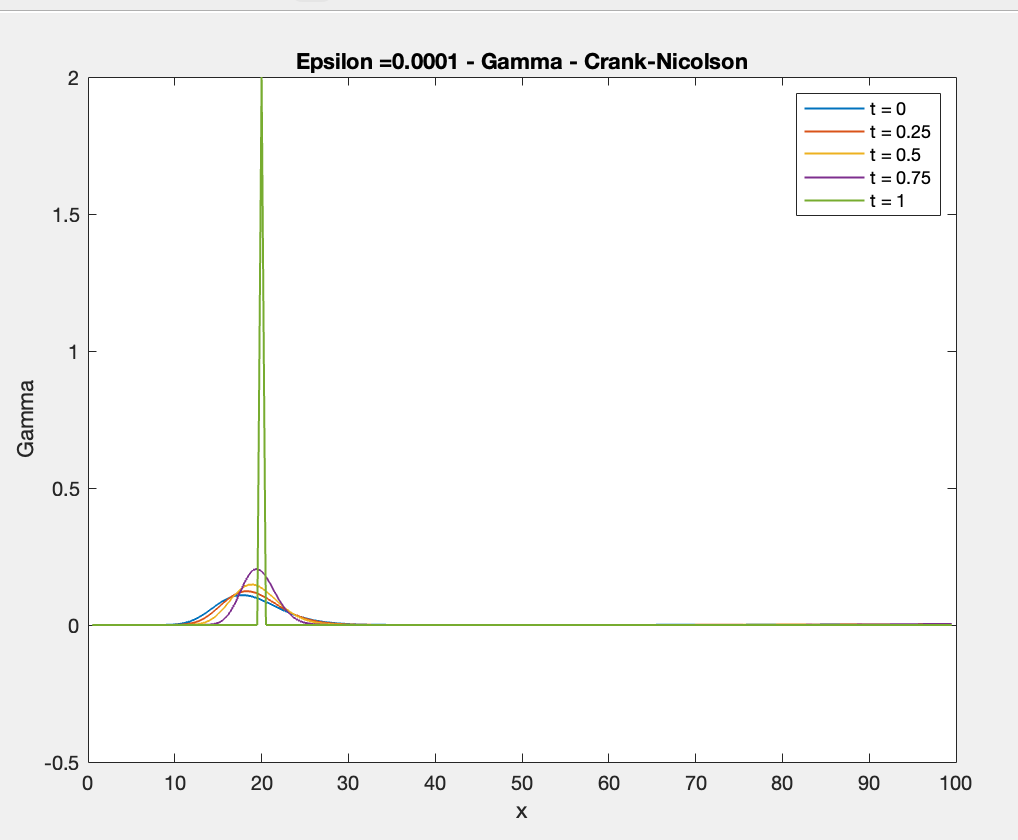 Epsilon =0.0001 - Gamma - Crank-Nicolson
t = 0
t = 0.25
t = 0.5
t = 0.75
t = 1
2
1.5
1
0.5
0
-0.5
Gamma
0 10 20 30 40 50 60 70 80 90 100
x